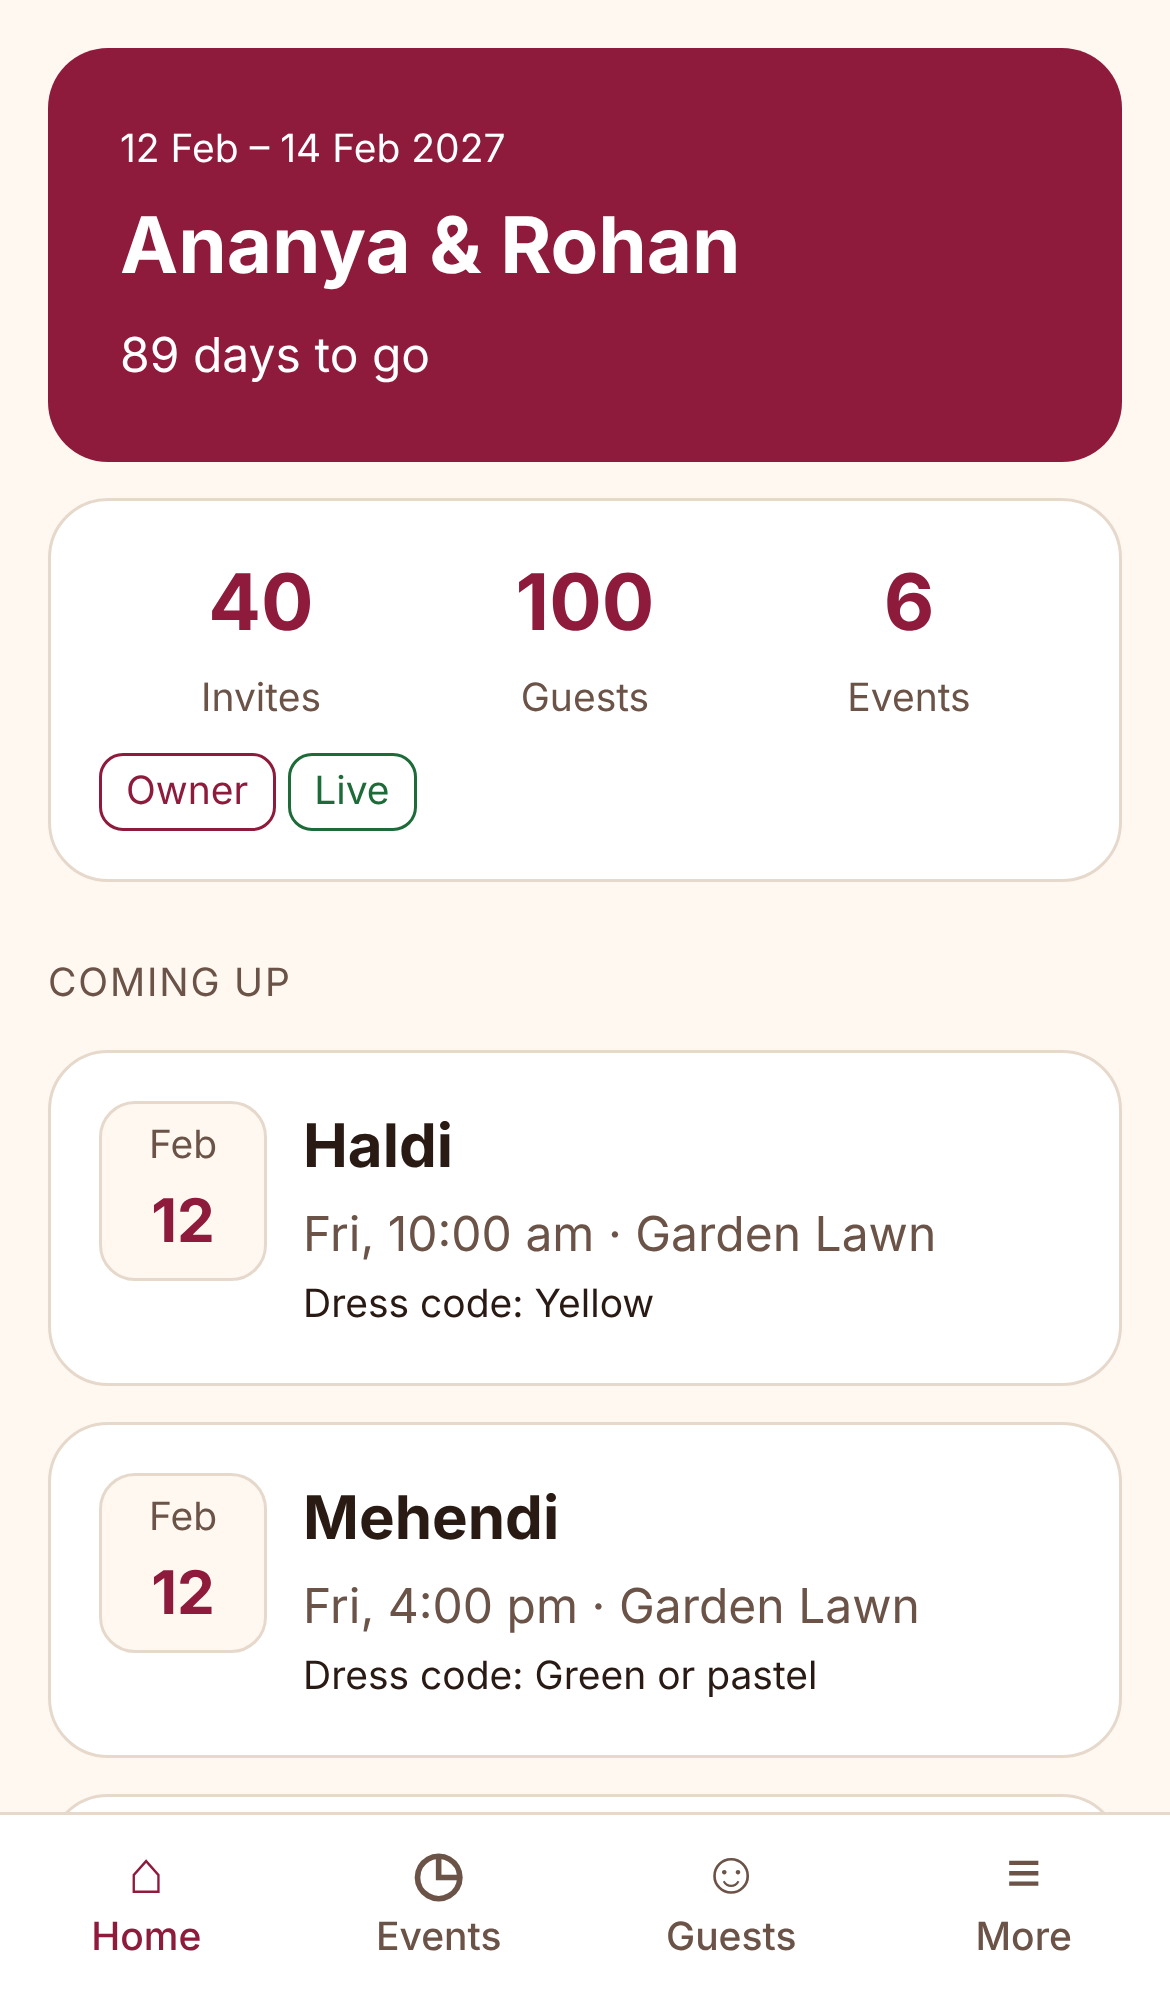 12 Feb – 14 Feb 2027
Ananya & Rohan
89 days to go
40 100 6
Invites Guests Events
Owner Live
COMING UP
Feb
12
Haldi
Fri, 10:00 am · Garden Lawn
Dress code: Yellow
Feb
12
Mehendi
Fri, 4:00 pm · Garden Lawn
Dress code: Green or pastel
Home Events Guests More